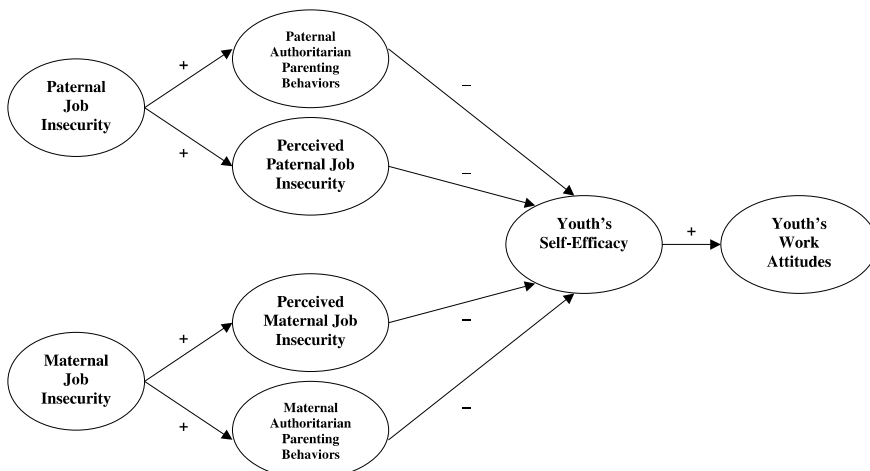 Paternal
Authoritarian
Parenting
Behaviors
+
–
Paternal
Job
Insecurity
+
Perceived
Paternal Job
Insecurity
–
Youth's
Self-Efficacy
+
Youth's
Work
Attitudes
Perceived
Maternal Job
Insecurity
–
+
Maternal
Job
Insecurity
+
Maternal
Authoritarian
Parenting
Behaviors
–